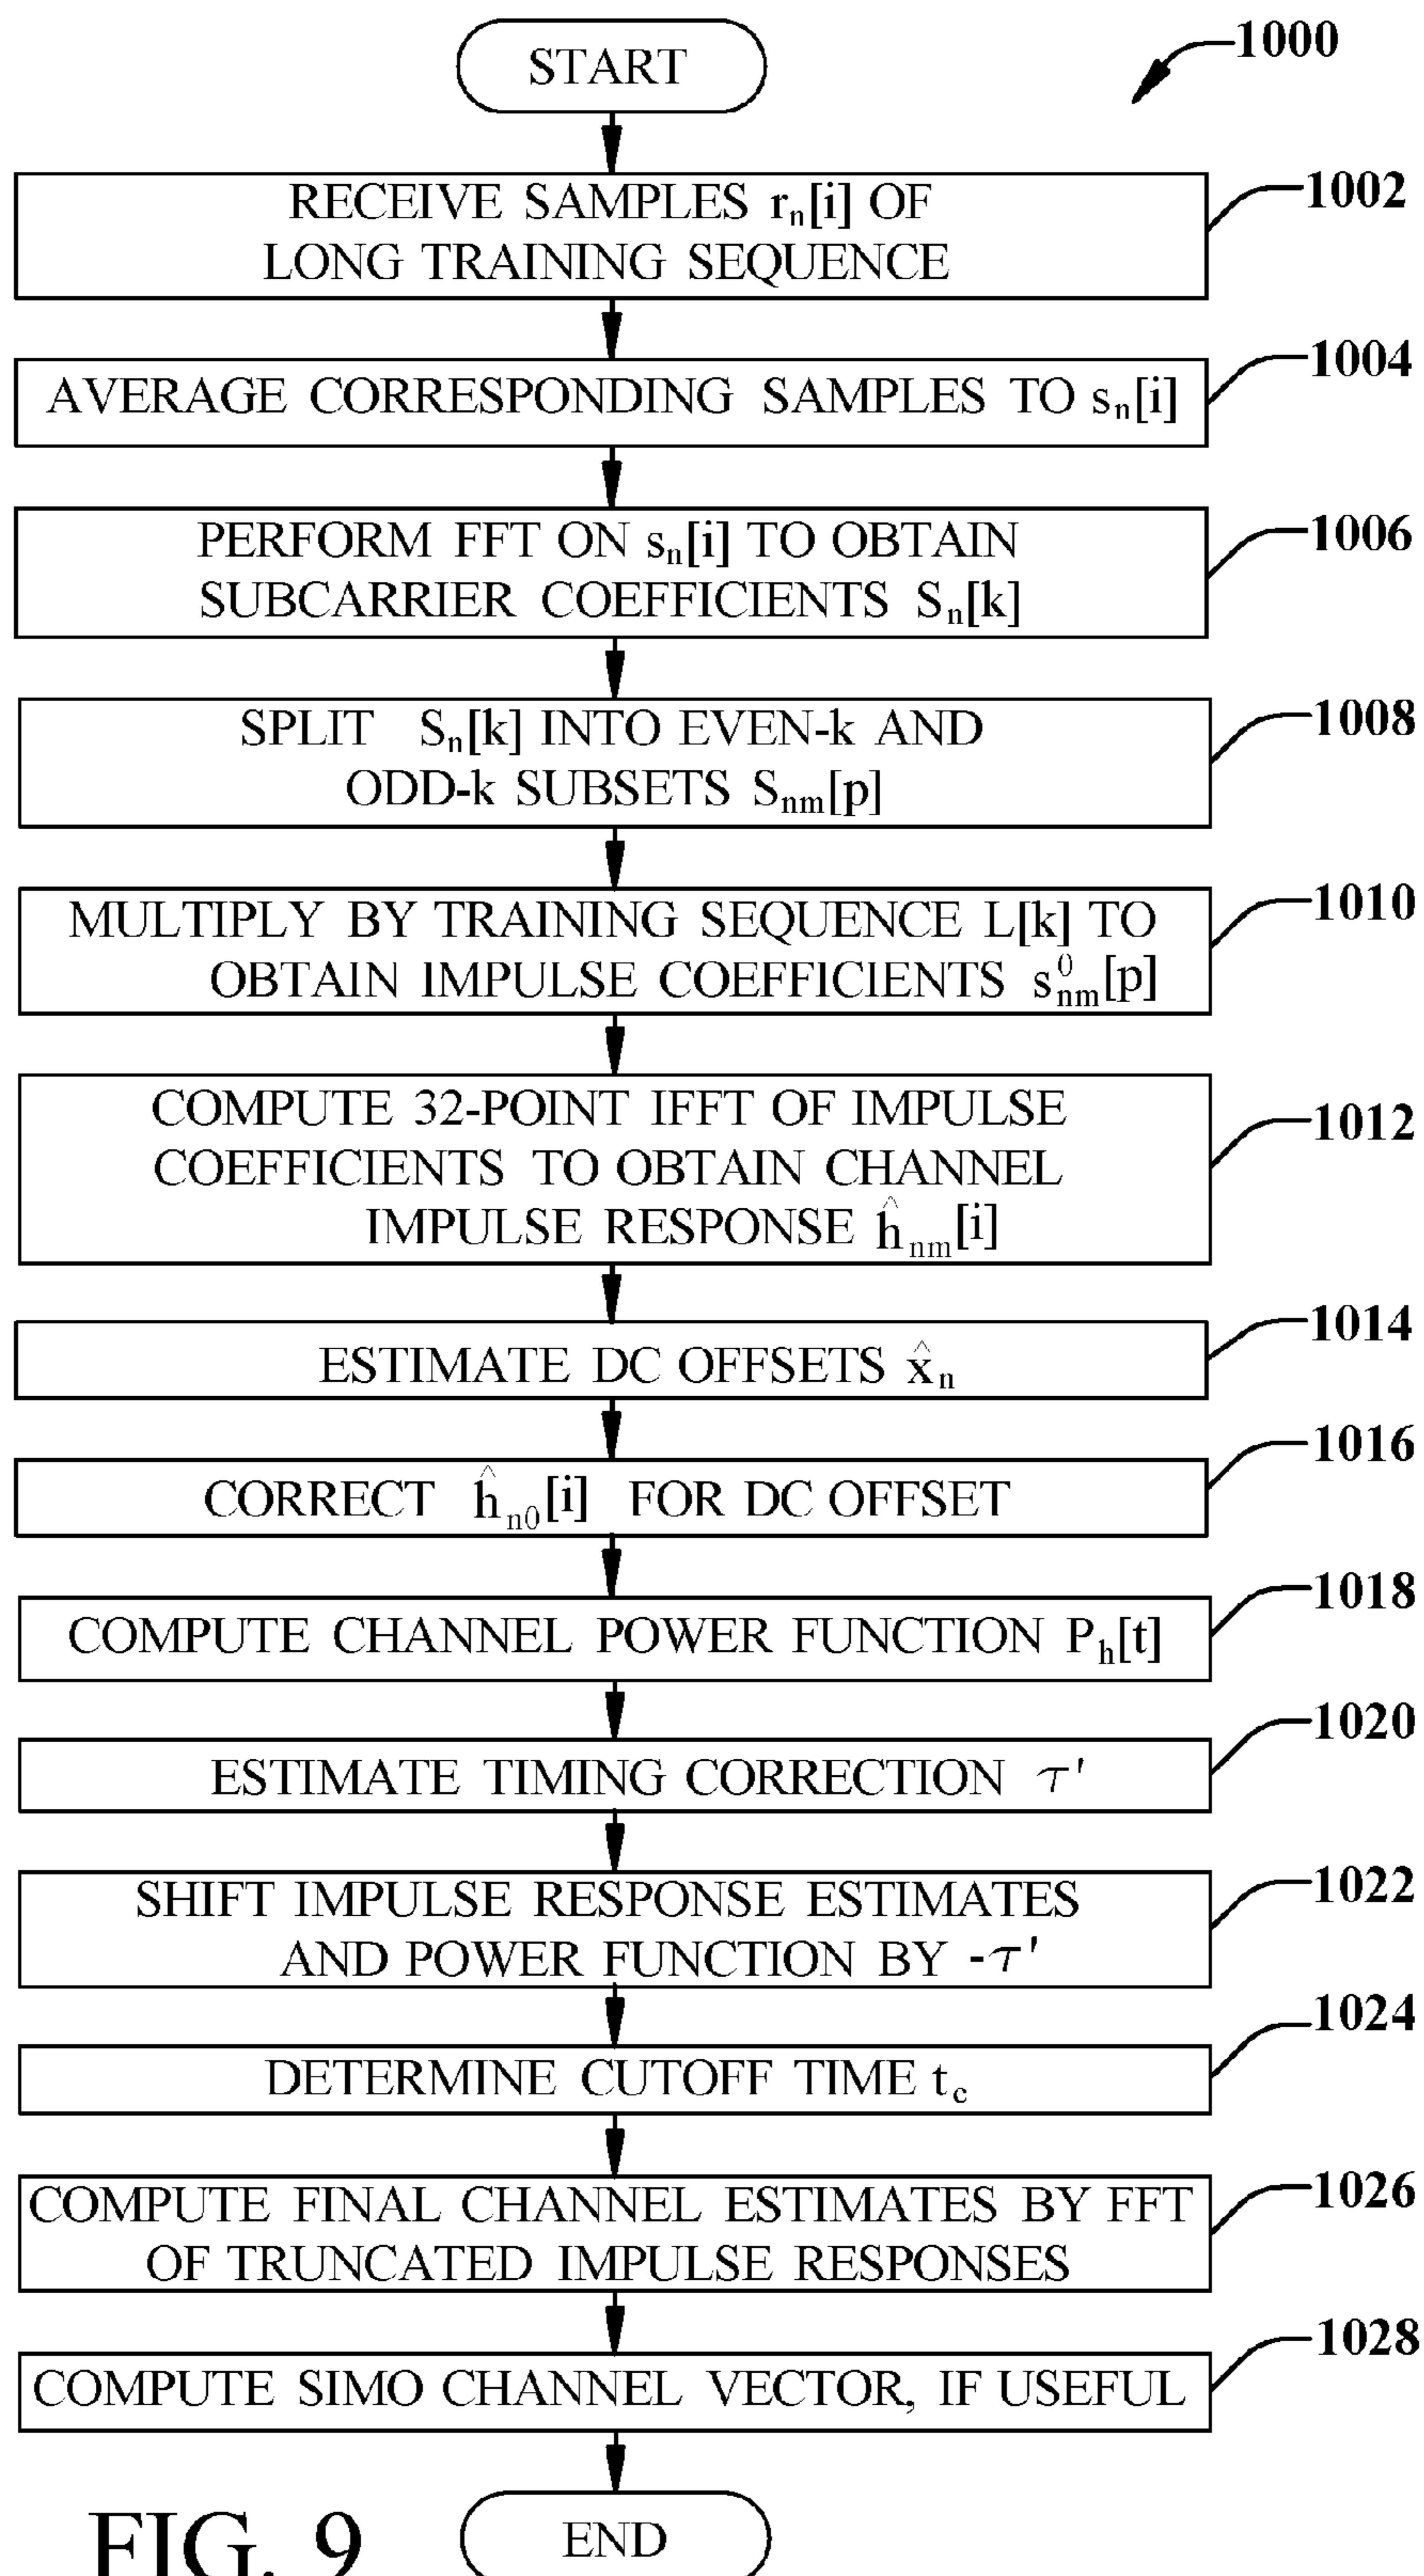 START
1000
RECEIVE SAMPLES rₙ[i] OF
LONG TRAINING SEQUENCE
1002
AVERAGE CORRESPONDING SAMPLES TO sₙ[i]
1004
PERFORM FFT ON sₙ[i] TO OBTAIN
SUBCARRIER COEFFICIENTS Sₙ[k]
1006
SPLIT Sₙ[k] INTO EVEN-k AND
ODD-k SUBSETS Sₙₘ[p]
1008
MULTIPLY BY TRAINING SEQUENCE L[k] TO
OBTAIN IMPULSE COEFFICIENTS s⁰ₙₘ[p]
1010
COMPUTE 32-POINT IFFT OF IMPULSE
COEFFICIENTS TO OBTAIN CHANNEL
IMPULSE RESPONSE ĥₙₘ[i]
1012
ESTIMATE DC OFFSETS x̂ₙ
1014
CORRECT ĥₙ₀[i] FOR DC OFFSET
1016
COMPUTE CHANNEL POWER FUNCTION Pₕ[t]
1018
ESTIMATE TIMING CORRECTION τ'
1020
SHIFT IMPULSE RESPONSE ESTIMATES
AND POWER FUNCTION BY -τ'
1022
DETERMINE CUTOFF TIME t_c
1024
COMPUTE FINAL CHANNEL ESTIMATES BY FFT
OF TRUNCATED IMPULSE RESPONSES
1026
COMPUTE SIMO CHANNEL VECTOR, IF USEFUL
1028
END
FIG. 9